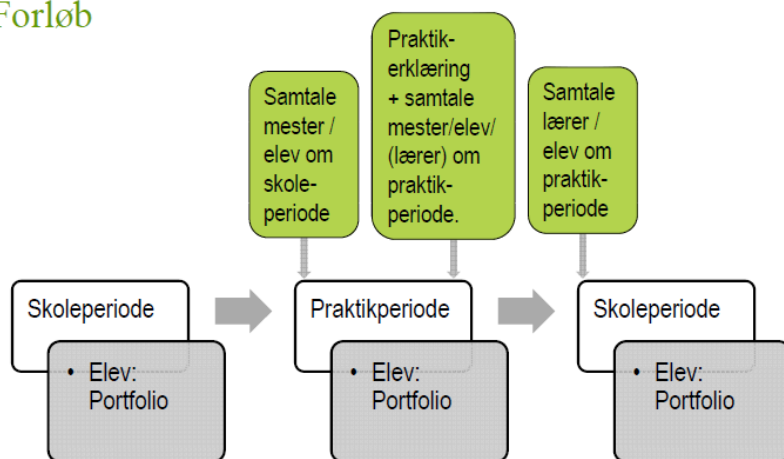 Forløb
Samtale
mester /
elev om
skole-
periode
Praktik-
erklæring
+ samtale
mester/elev/
(lærer) om
praktik-
periode.
Samtale
lærer /
elev om
praktik-
periode
Skoleperiode
• Elev:
Portfolio
Praktikperiode
• Elev:
Portfolio
Skoleperiode
• Elev:
Portfolio